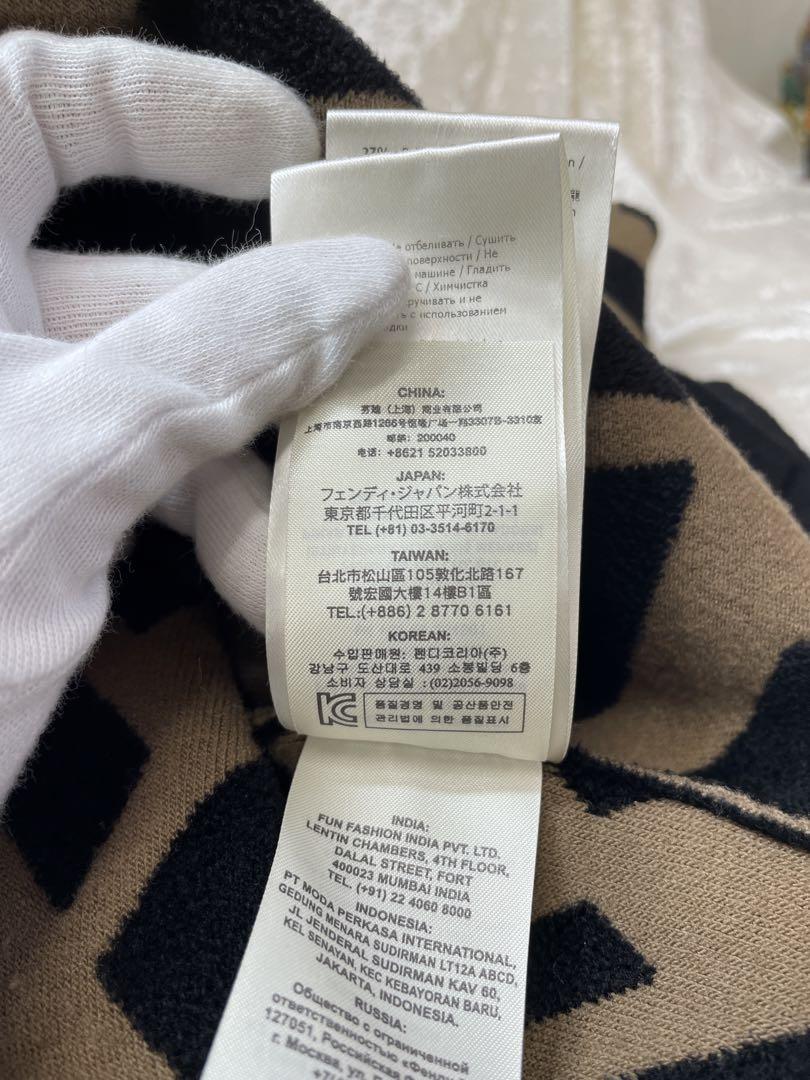 27%
не отбеливать / Сушить
поверхности / Не
машине / Гладить
С / Химчистка
и не
с использованием
CHINA:
芬迪（上海）商业有限公司
上海市南京西路1266号恒隆广场一期3307B-3310室
邮编：200040
电话：+8621 52033800
JAPAN:
フェンディ・ジャパン株式会社
東京都千代田区平河町2-1-1
TEL (+81) 03-3514-6170
TAIWAN:
台北市松山區105敦化北路167
號宏國大樓14樓B1區
TEL.:(+886) 2 8770 6161
KOREAN:
수입판매원: 펜디코리아(주)
강남구 도산대로 439 소봉빌딩 6층
소비자 상담실 :(02)2056-9098
품질경영 및 공산품안전
관리법에 의한 품질표시
INDIA:
FUN FASHION INDIA PVT. LTD.
LENTIN CHAMBERS, 4TH FLOOR,
DALAL STREET, FORT
400023 MUMBAI INDIA
TEL. (+91) 22 4060 8000
INDONESIA:
PT MODA PERKASA INTERNATIONAL,
GEDUNG MENARA SUDIRMAN LT12A ABCD,
JL JENDERAL SUDIRMAN KAV 60,
KEL SENAYAN, KEC KEBAYORAN BARU,
JAKARTA, INDONESIA.
RUSSIA:
Общество с ограниченной
ответственностью «Фенди
127051, Российская
г. Москва, ул.